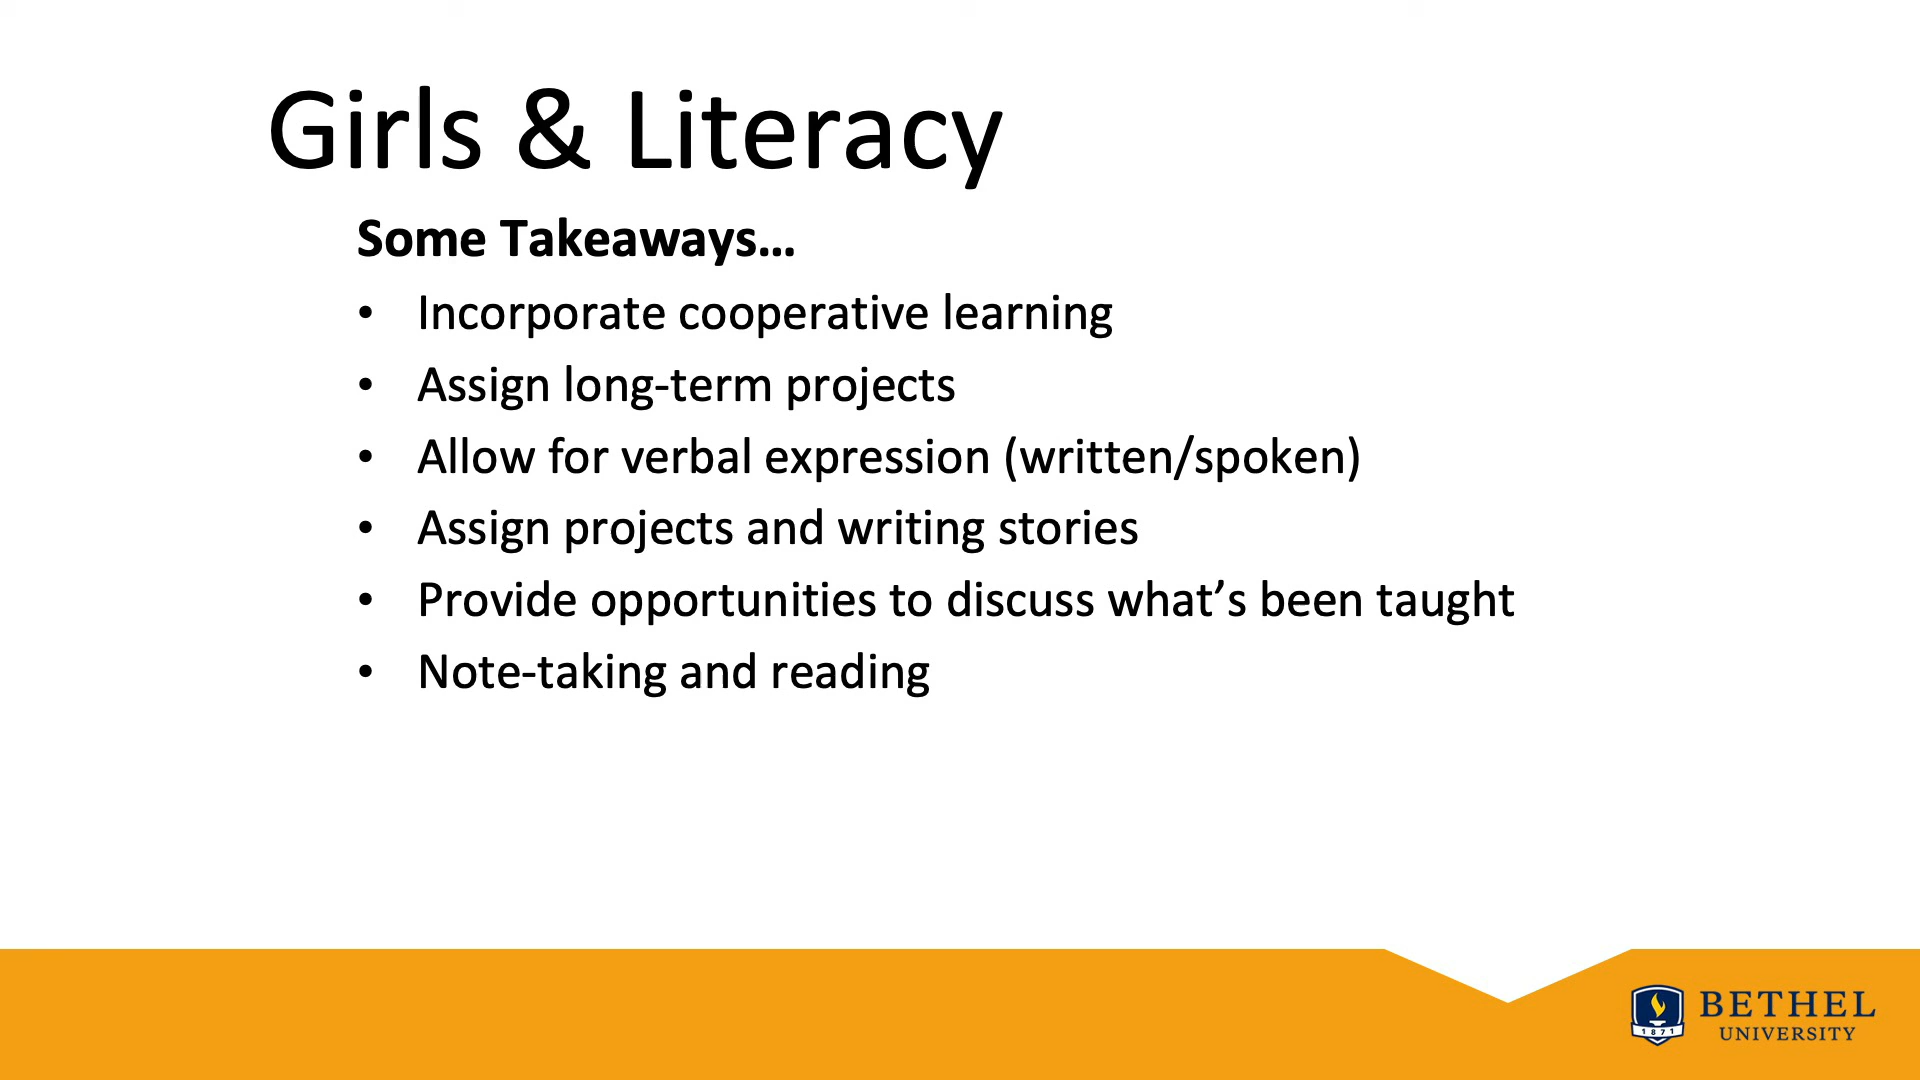 Girls & Literacy
Some Takeaways…
• Incorporate cooperative learning
• Assign long-term projects
• Allow for verbal expression (written/spoken)
• Assign projects and writing stories
• Provide opportunities to discuss what’s been taught
• Note-taking and reading
1871
BETHEL
UNIVERSITY